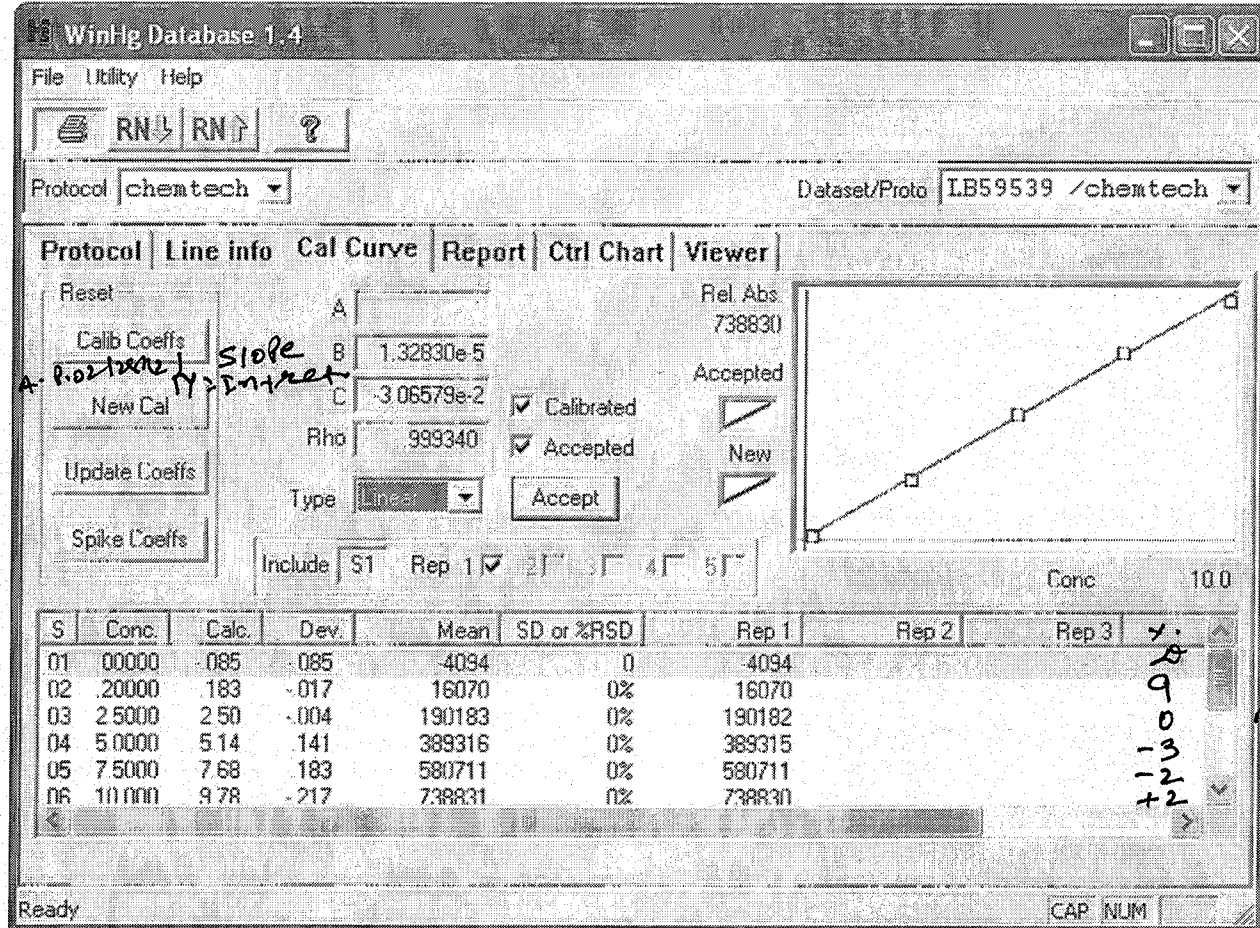 WinHg Database 1.4
File Utility Help
RN RN ?
Protocol chemtech Dataset/Proto LB59539 /chemtech
Protocol Line info Cal Curve Report Ctrl Chart Viewer
Reset
Calib Coeffs
New Cal
Update Coeffs
Spike Coeffs
A
B 1.32830e-5
C -3.06579e-2
Rho .999340
Type Linear
SLOPE
Calibrated
Accepted
Accept
Rel. Abs.
738830
Accepted
New
Include S1 Rep 1 2 3 4 5
Conc 10.0
S Conc. Calc. Dev. Mean SD or %RSD Rep 1 Rep 2 Rep 3
01 .00000 -.085 -.085 -4094 0 -4094
02 .20000 .183 -.017 16070 0% 16070 9
03 2.5000 2.50 -.004 190183 0% 190182 0
04 5.0000 5.14 .141 389316 0% 389315 -3
05 7.5000 7.68 .183 580711 0% 580711 -2
06 10.000 9.78 -.217 738831 0% 738830 +2
Ready CAP NUM